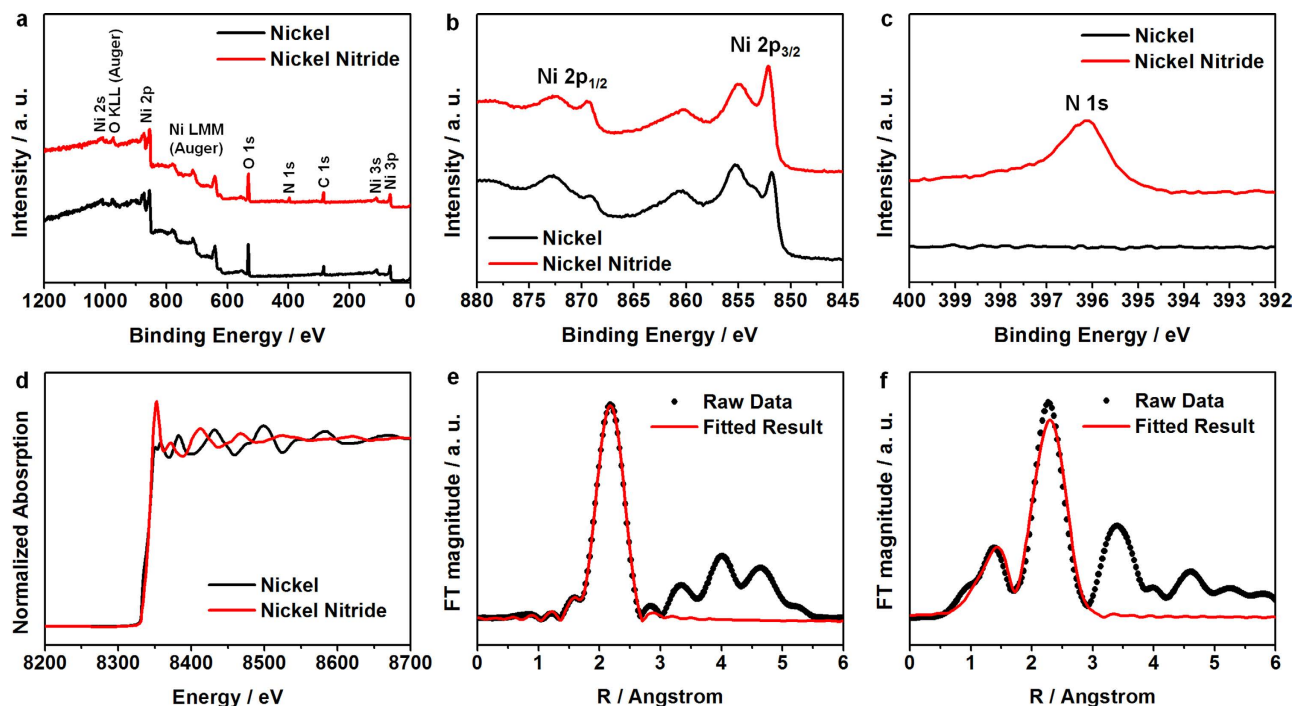 a
Nickel
Nickel Nitride
Ni 2s
O KLL (Auger)
Ni 2p
Ni LMM
(Auger)
O 1s
N 1s
C 1s
Ni 3s
Ni 3p
Intensity / a. u.
1200 1000 800 600 400 200 0
Binding Energy / eV
b
Ni 2p1/2
Ni 2p3/2
Nickel
Nickel Nitride
Intensity / a. u.
880 875 870 865 860 855 850 845
Binding Energy / eV
c
Nickel
Nickel Nitride
N 1s
Intensity / a. u.
400 399 398 397 396 395 394 393 392
Binding Energy / eV
d
Nickel
Nickel Nitride
Normalized Abosrption
8200 8300 8400 8500 8600 8700
Energy / eV
e
Raw Data
Fitted Result
FT magnitude / a. u.
0 1 2 3 4 5 6
R / Angstrom
f
Raw Data
Fitted Result
FT magnitude / a. u.
0 1 2 3 4 5 6
R / Angstrom